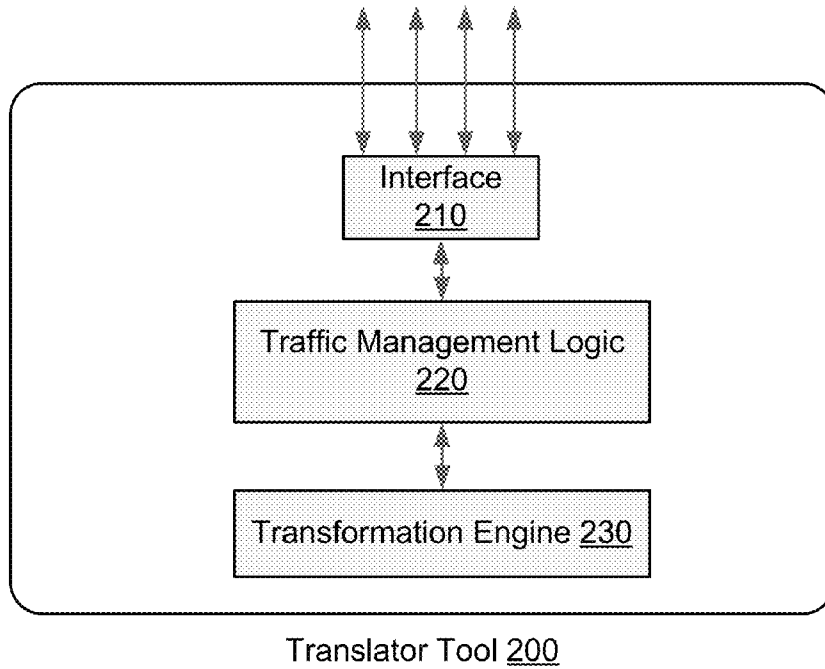 Interface
210
Traffic Management Logic
220
Transformation Engine 230
Translator Tool 200